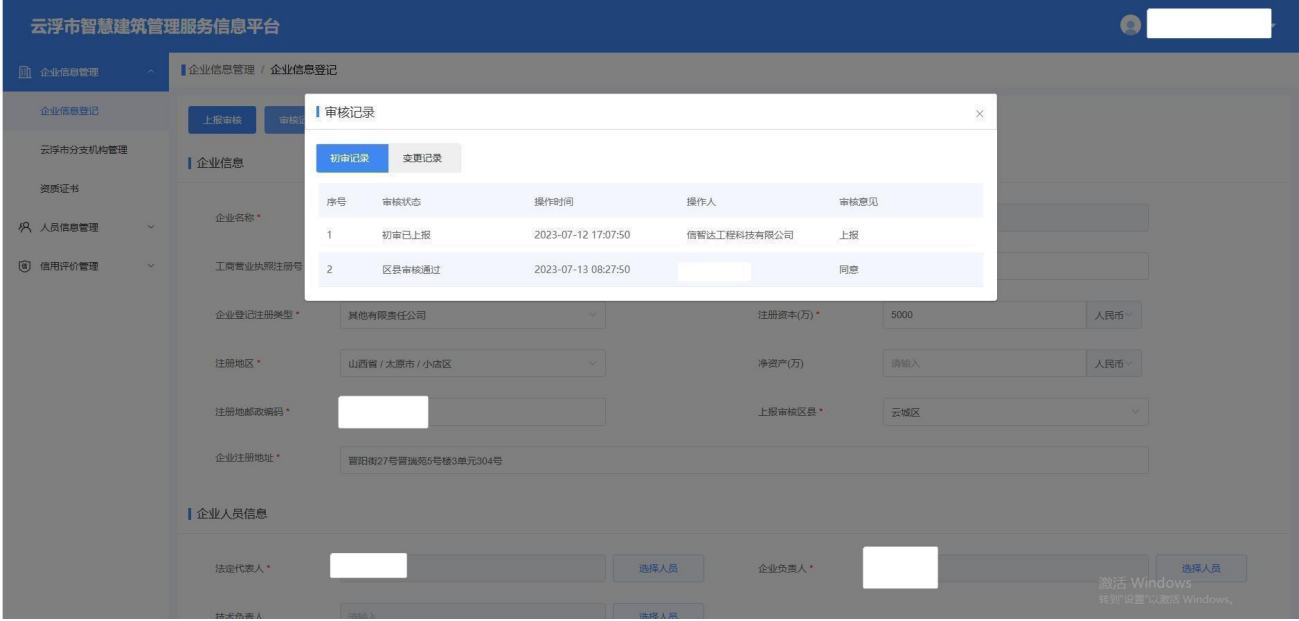 云浮市智慧建筑管理服务信息平台
企业信息管理
企业信息登记
云浮市分支机构管理
资质证书
人员信息管理
信用评价管理
企业信息管理 / 企业信息登记
上报审核 审核记
审核记录 ×
初审记录 变更记录
序号 审核状态 操作时间 操作人 审核意见
1 初审已上报 2023-07-12 17:07:50 信智达工程科技有限公司 上报
2 区县审核通过 2023-07-13 08:27:50 同意
企业信息
企业名称 *
工商营业执照注册号
企业登记注册类型 * 其他有限责任公司 注册资本(万) * 5000 人民币
注册地区 * 山西省 / 太原市 / 小店区 净资产(万) 请输入 人民币
注册地邮政编码 * 上报审核区县 * 云城区
企业注册地址 * 晋阳街27号晋瑞苑5号楼3单元304号
企业人员信息
法定代表人 * 选择人员 企业负责人 * 选择人员
技术负责人 请输入 选择人员
激活 Windows
转到"设置"以激活 Windows。